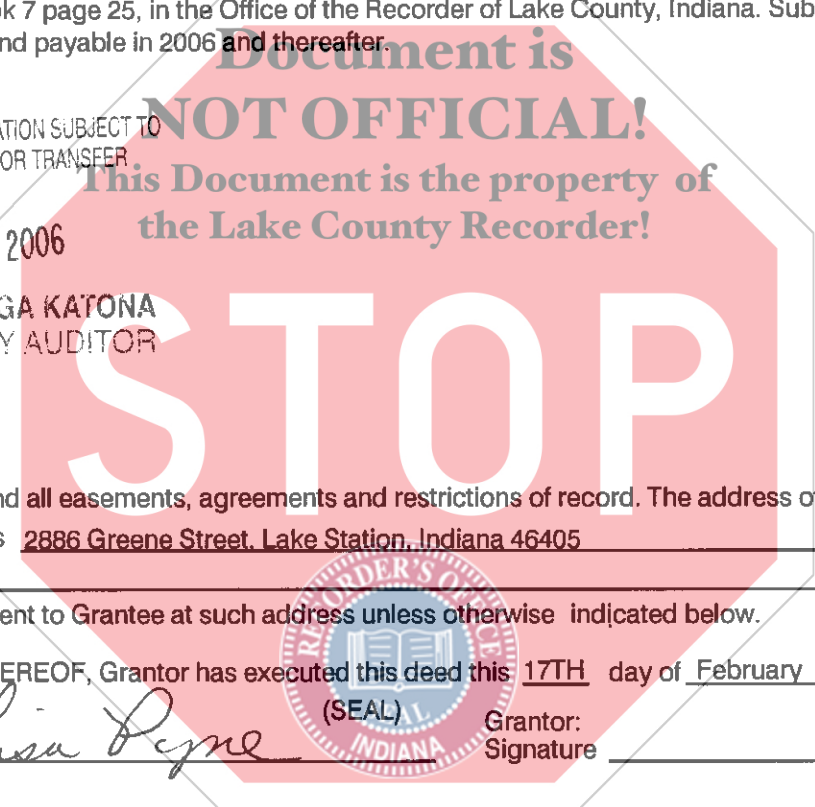 k 7 page 25, in the Office of the Recorder of Lake County, Indiana. Sub
nd payable in 2006 and thereafter.
Document is
NOT OFFICIAL!
This Document is the property of
the Lake County Recorder!
ATION SUBJECT TO
OR TRANSFER
2006
GA KATONA
Y AUDITOR
STOP
nd all easements, agreements and restrictions of record. The address o
s 2886 Greene Street, Lake Station, Indiana 46405
RECORDER'S OFFICE
ent to Grantee at such address unless otherwise indicated below.
EREOF, Grantor has executed this deed this 17TH day of February
(SEAL)
Grantor:
isa Pyne
Signature
SEAL
INDIANA